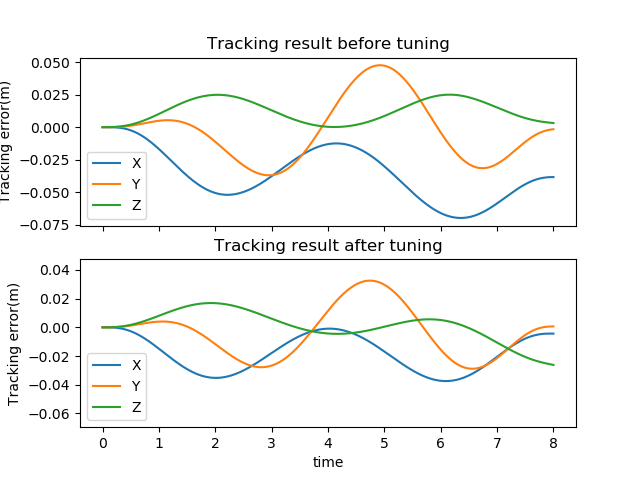 Tracking result before tuning
Tracking error(m)
0.050
0.025
0.000
−0.025
−0.050
−0.075
X
Y
Z
Tracking result after tuning
Tracking error(m)
0.04
0.02
0.00
−0.02
−0.04
−0.06
X
Y
Z
0 1 2 3 4 5 6 7 8
time